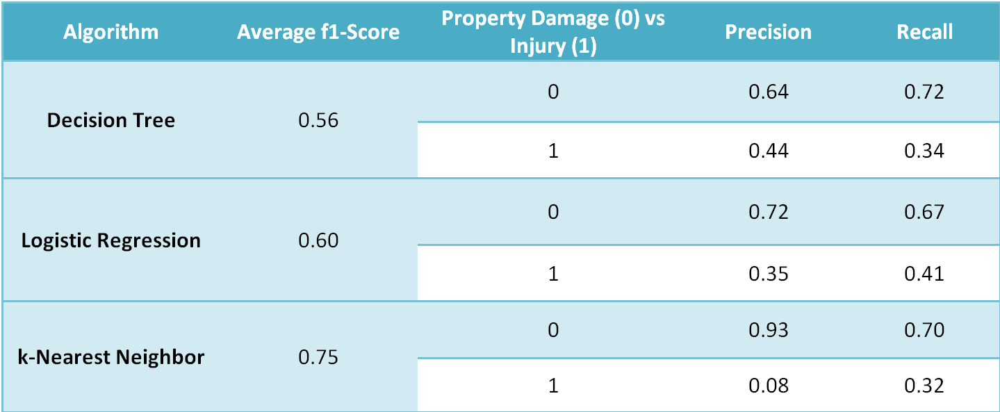 Algorithm Average f1-Score Property Damage (0) vs Injury (1) Precision Recall
Decision Tree 0.56 0 0.64 0.72
1 0.44 0.34
Logistic Regression 0.60 0 0.72 0.67
1 0.35 0.41
k-Nearest Neighbor 0.75 0 0.93 0.70
1 0.08 0.32